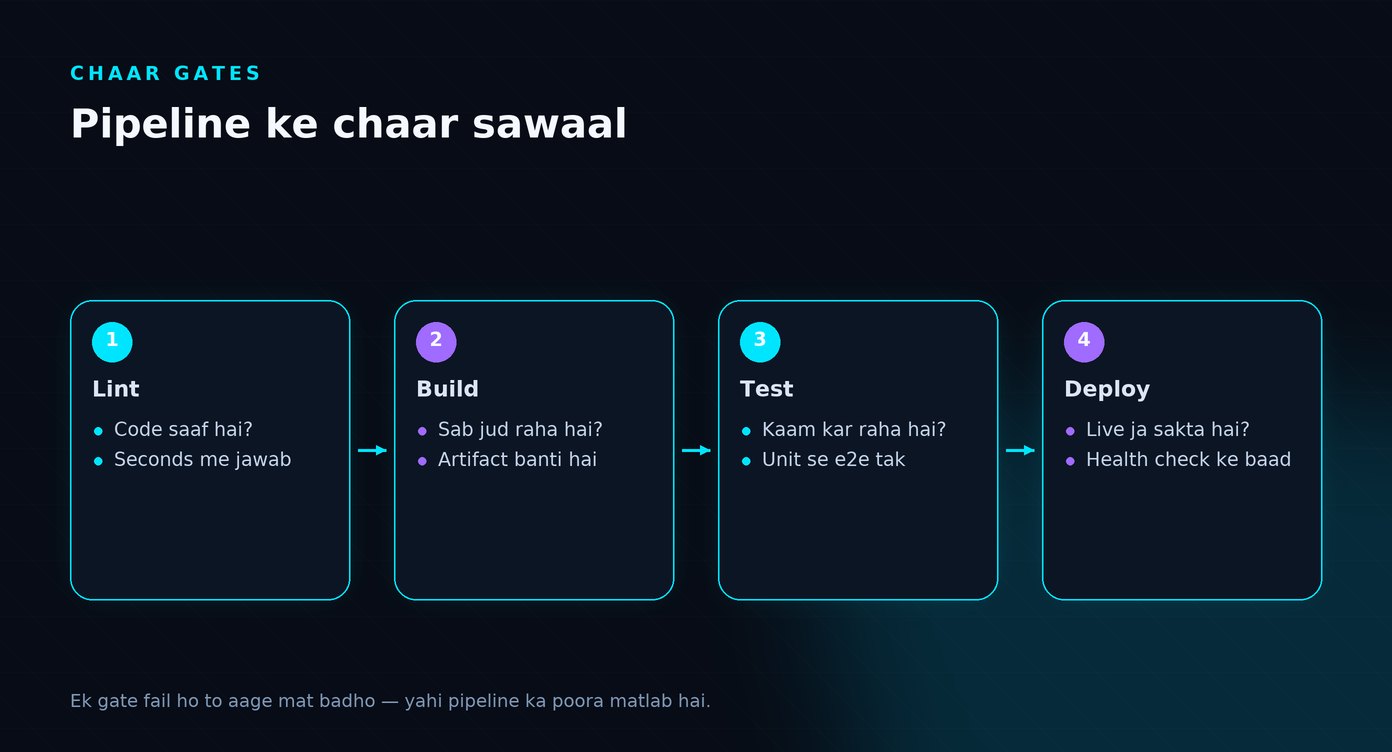 CHAAR GATES
Pipeline ke chaar sawaal
1
Lint
Code saaf hai?
Seconds me jawab
2
Build
Sab jud raha hai?
Artifact banti hai
3
Test
Kaam kar raha hai?
Unit se e2e tak
4
Deploy
Live ja sakta hai?
Health check ke baad
Ek gate fail ho to aage mat badho — yahi pipeline ka poora matlab hai.